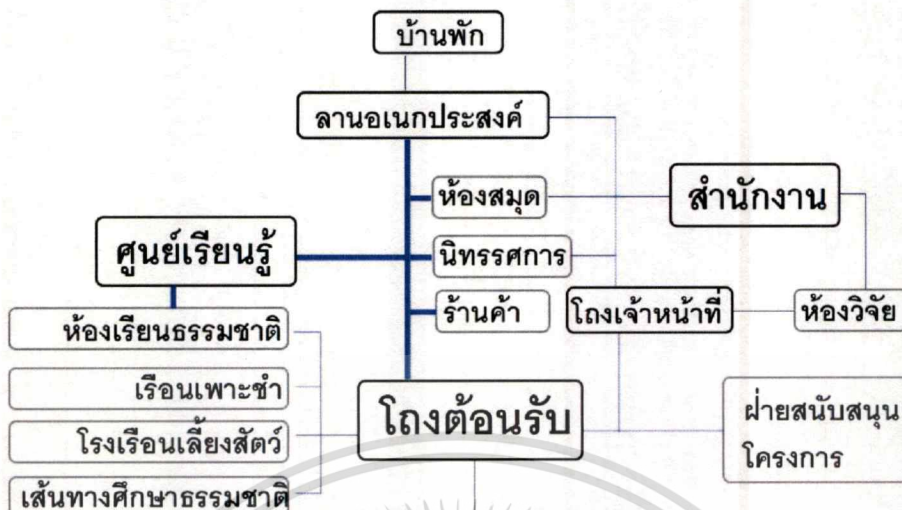 บ้านพัก
ลานอเนกประสงค์
ห้องสมุด
สำนักงาน
ศูนย์เรียนรู้
นิทรรศการ
ร้านค้า
โถงเจ้าหน้าที่
ห้องวิจัย
ห้องเรียนธรรมชาติ
เรือนเพาะชำ
โถงต้อนรับ
ฝ่ายสนับสนุน
โครงการ
โรงเรือนเลี้ยงสัตว์
เส้นทางศึกษาธรรมชาติ